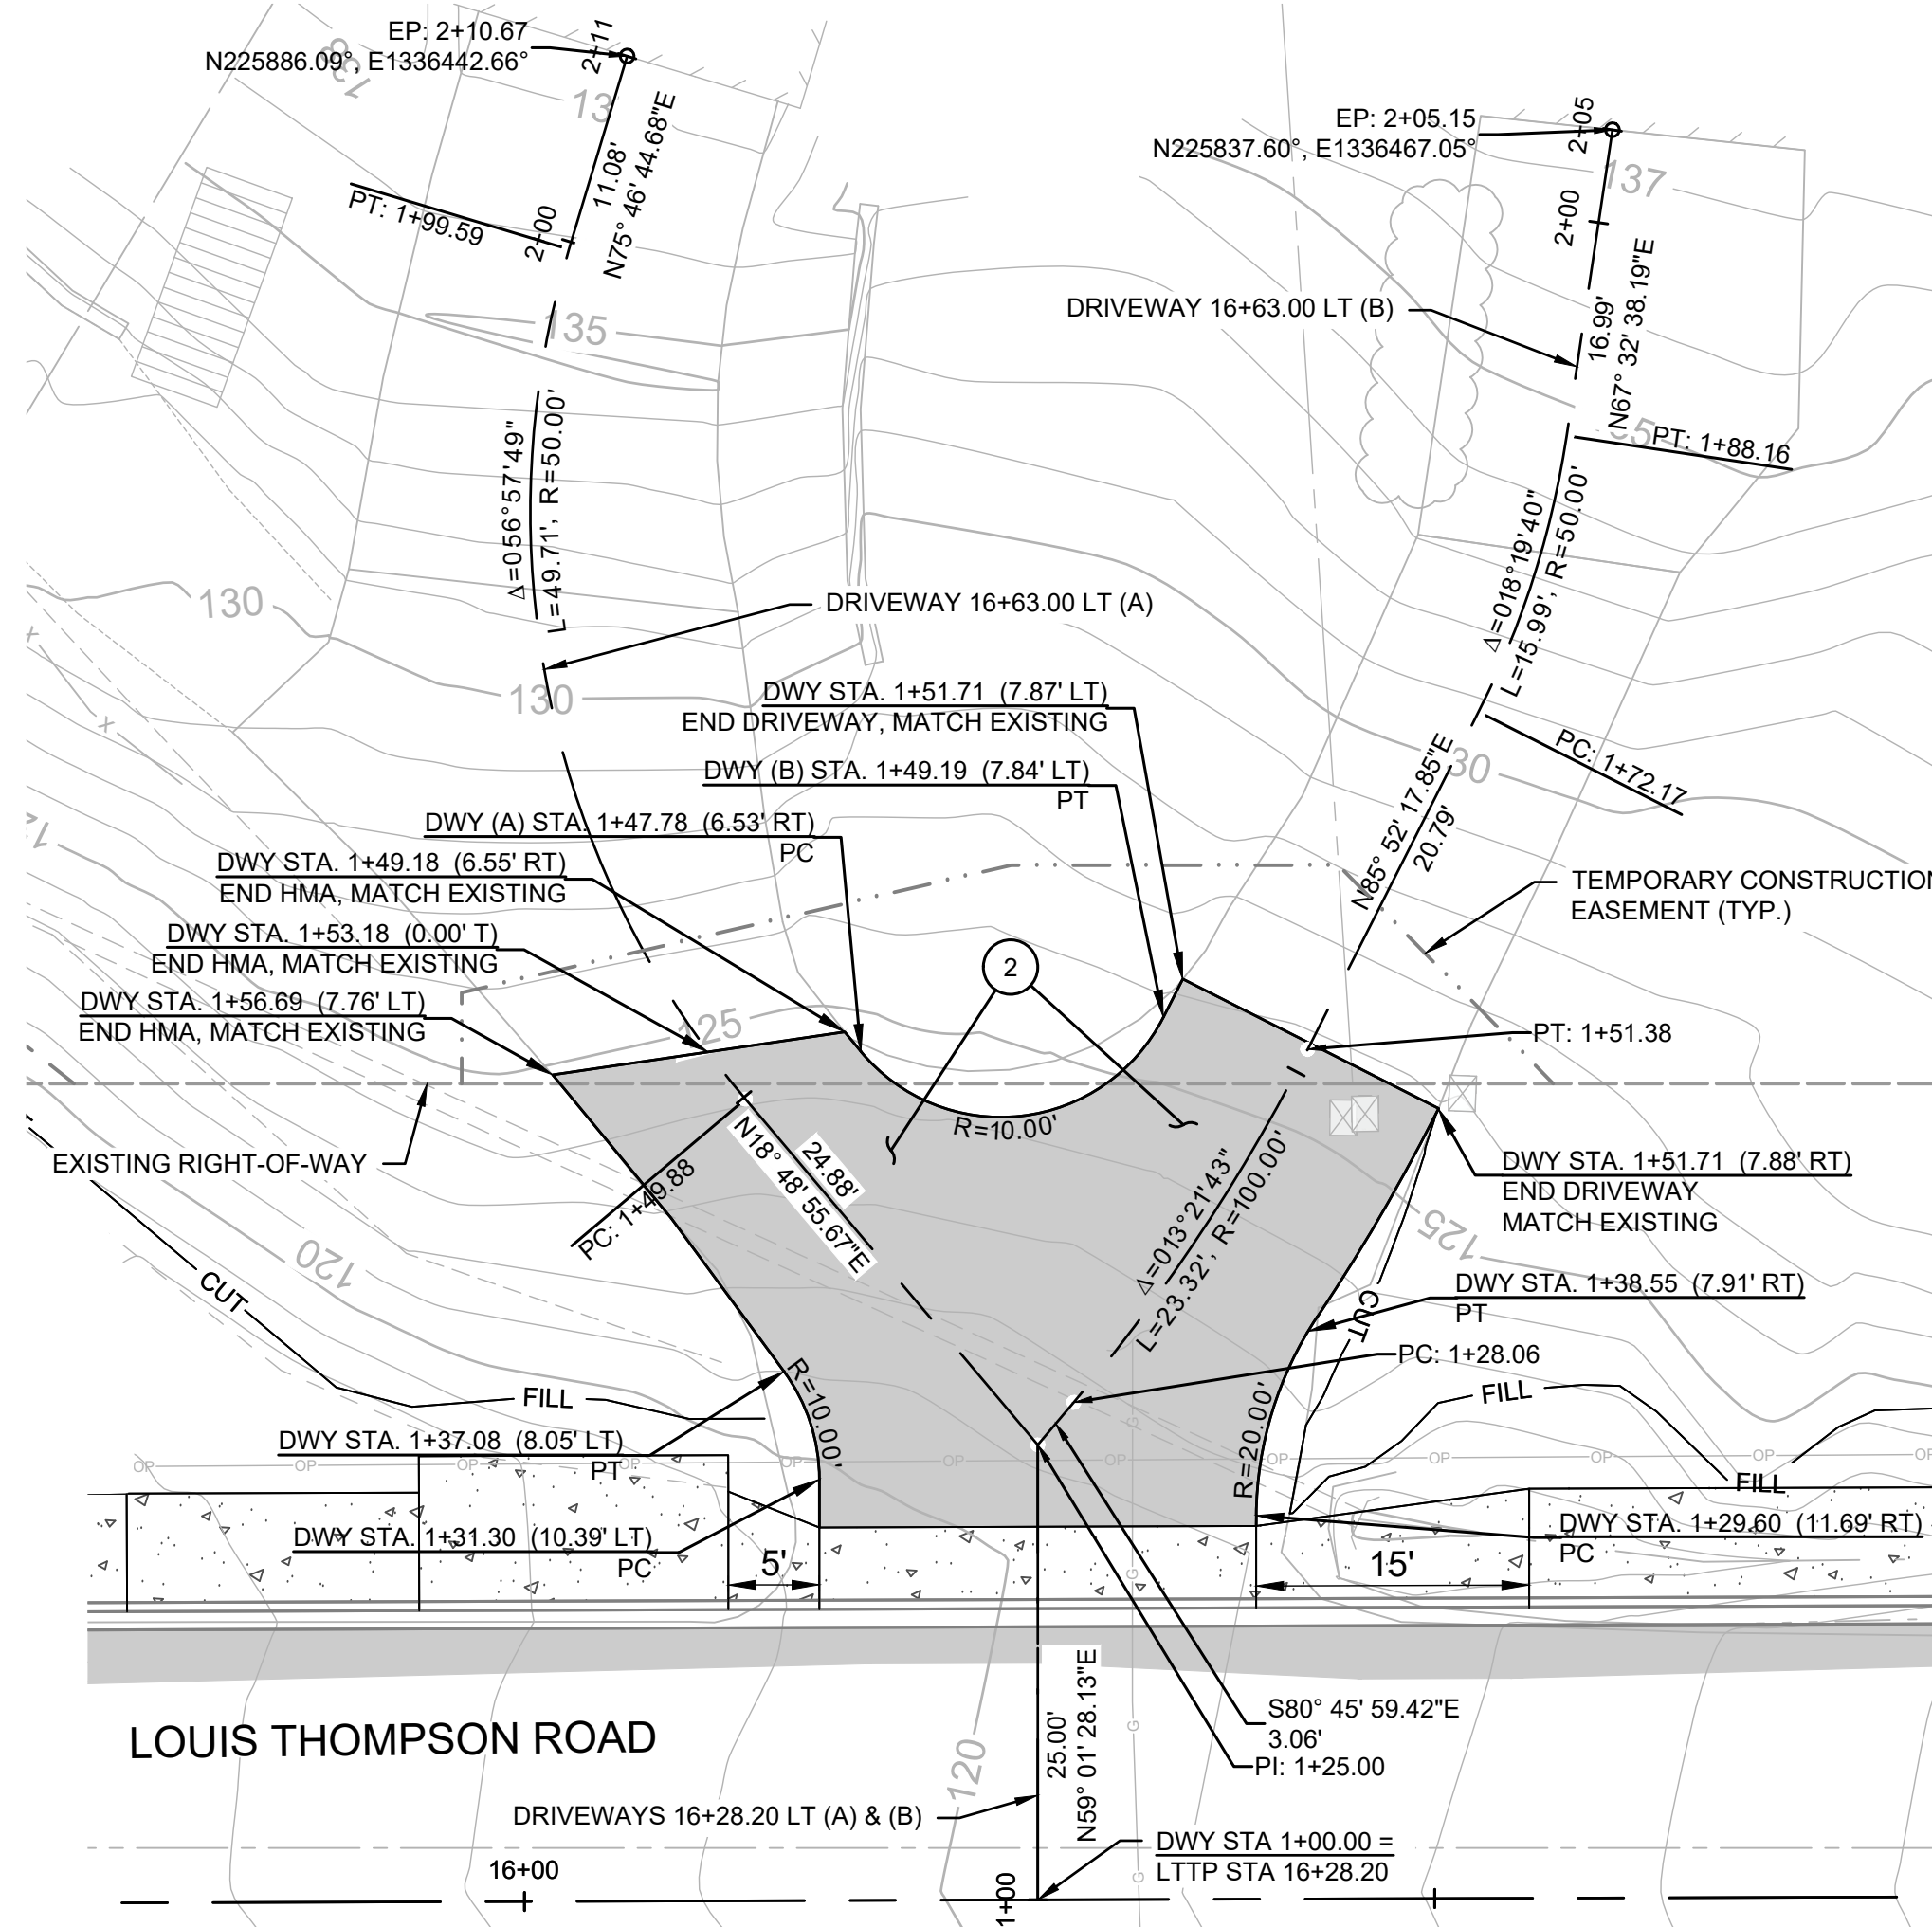 EP: 2+10.67
N225886.09°, E1336442.66°
2+11
13
11.08'
N75° 46' 44.68"E
PT: 1+99.59
2+00
135
Δ=056°57'49"
L=49.71', R=50.00'
130
130
DRIVEWAY 16+63.00 LT (A)
EP: 2+05.15
N225837.60°, E1336467.05°
2+05
137
2+00
DRIVEWAY 16+63.00 LT (B)
16.99'
N67° 32' 38.19"E
PT: 1+88.16
Δ=018°19'40"
L=15.99', R=50.00'
PC: 1+72.17
30
N85° 52' 17.85"E
20.79'
DWY STA. 1+51.71 (7.87' LT)
END DRIVEWAY, MATCH EXISTING
DWY (B) STA. 1+49.19 (7.84' LT)
PT
DWY (A) STA. 1+47.78 (6.53' RT)
PC
DWY STA. 1+49.18 (6.55' RT)
END HMA, MATCH EXISTING
DWY STA. 1+53.18 (0.00' T)
END HMA, MATCH EXISTING
DWY STA. 1+56.69 (7.76' LT)
END HMA, MATCH EXISTING
TEMPORARY CONSTRUCTION
EASEMENT (TYP.)
2
125
PT: 1+51.38
EXISTING RIGHT-OF-WAY
R=10.00'
24.88'
N18° 48' 55.67"E
PC: 1+49.88
Δ=013°21'43"
L=23.32', R=100.00'
DWY STA. 1+51.71 (7.88' RT)
END DRIVEWAY
MATCH EXISTING
125
120
CUT
CUT
DWY STA. 1+38.55 (7.91' RT)
PT
PC: 1+28.06
FILL
FILL
FILL
R=10.00'
R=20.00'
DWY STA. 1+37.08 (8.05' LT)
PT
OP OP OP OP OP OP OP OP OP OP OP OP
DWY STA. 1+31.30 (10.39' LT)
PC
DWY STA. 1+29.60 (11.69' RT)
PC
5'
15'
G
G
G
G
LOUIS THOMPSON ROAD
25.00'
N59° 01' 28.13"E
S80° 45' 59.42"E
3.06'
PI: 1+25.00
120
DRIVEWAYS 16+28.20 LT (A) & (B)
DWY STA 1+00.00 =
LTTP STA 16+28.20
16+00
1+00